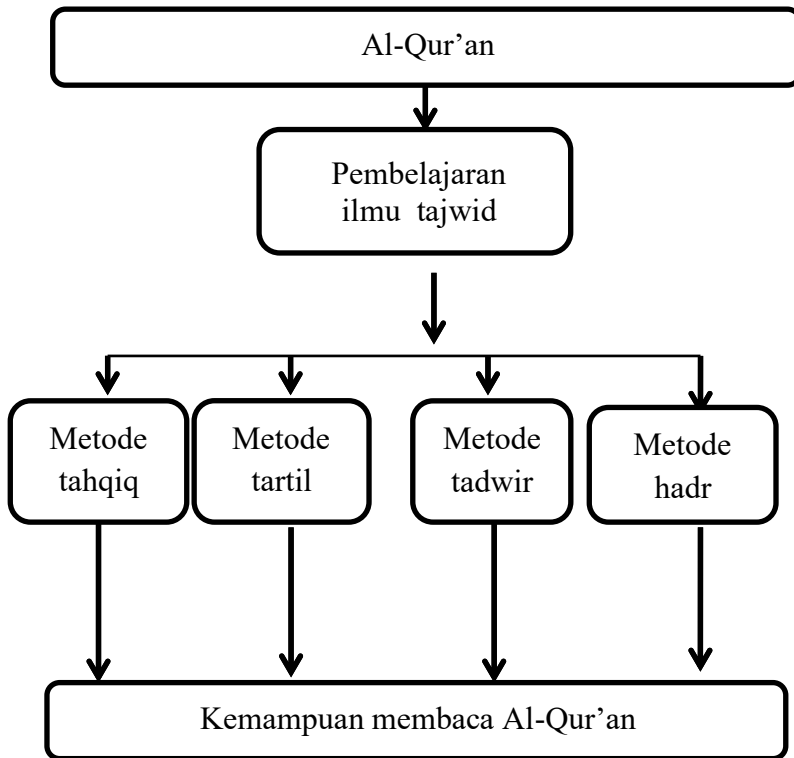 Al-Qur’an
Pembelajaran
ilmu tajwid
Metode
tahqiq
Metode
tartil
Metode
tadwir
Metode
hadr
Kemampuan membaca Al-Qur’an